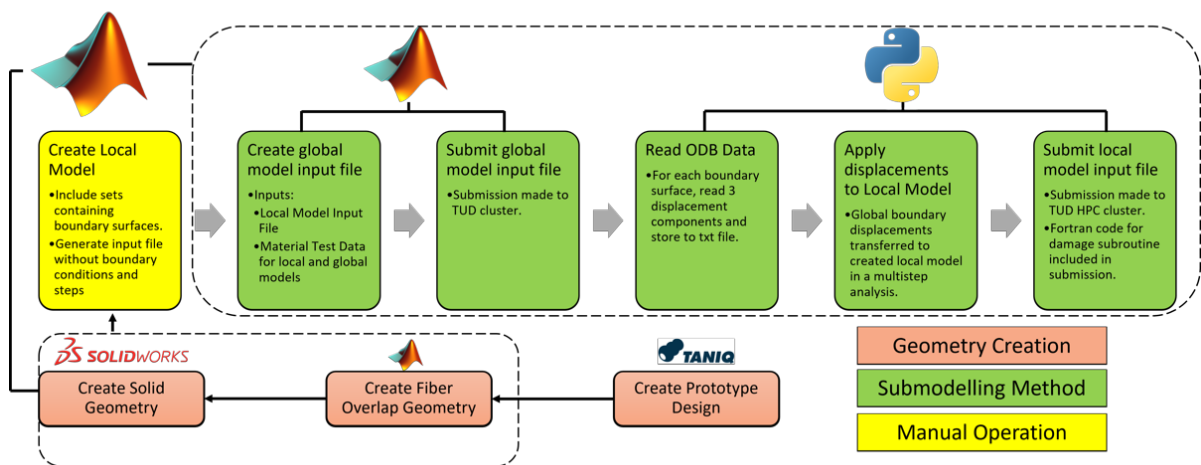 Create Local
Model
•Include sets
containing
boundary surfaces.
•Generate input file
without boundary
conditions and
steps
Create global
model input file
•Inputs:
•Local Model Input
File
•Material Test Data
for local and global
models
Submit global
model input file
•Submission made to
TUD cluster.
Read ODB Data
•For each boundary
surface, read 3
displacement
components and
store to txt file.
Apply
displacements
to Local Model
•Global boundary
displacements
transferred to
created local model
in a multistep
analysis.
Submit local
model input file
•Submission made to
TUD HPC cluster.
•Fortran code for
damage subroutine
included in
submission.
SOLIDWORKS
Create Solid
Geometry
Create Fiber
Overlap Geometry
TANIQ
Create Prototype
Design
Geometry Creation
Submodelling Method
Manual Operation